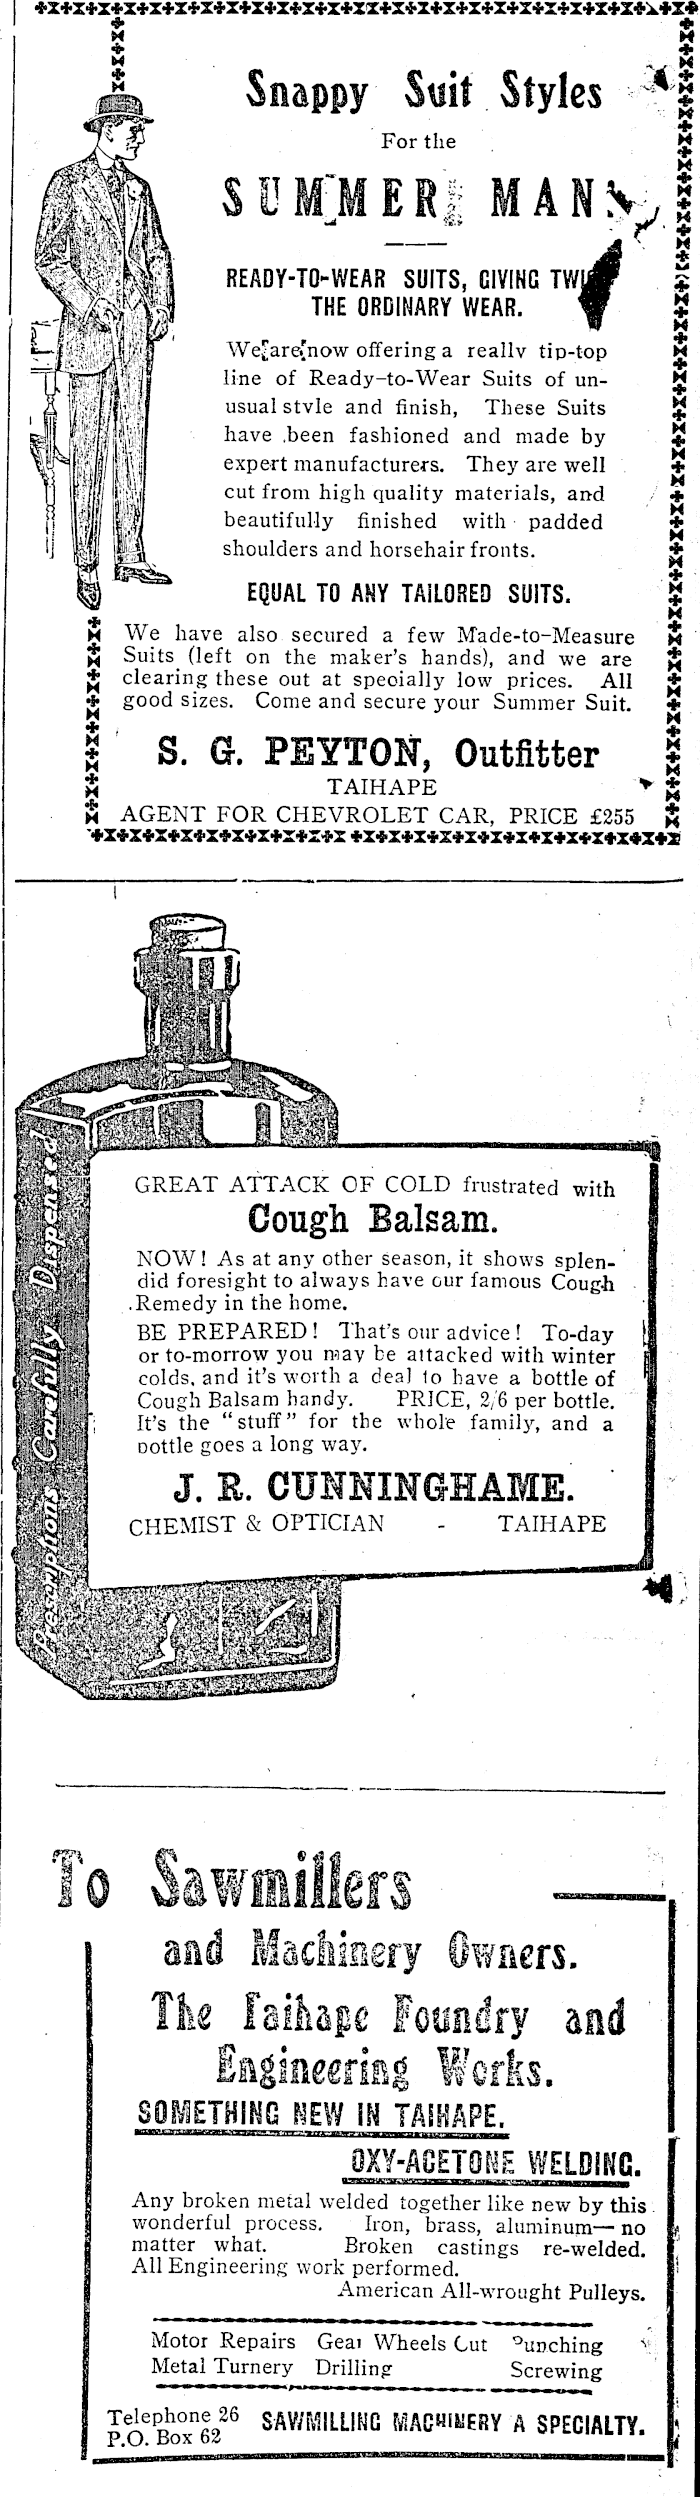 Snappy Suit Styles
For the
SUMMER MAN.
READY-TO-WEAR SUITS, GIVING
THE ORDINARY WEAR.
We are now offering a really tip-top
line of Ready-to-Wear Suits of un-
usual style and finish, These Suits
have been fashioned and made by
expert manufacturers. They are well
cut from high quality materials, and
beautifully finished with padded
shoulders and horsehair fronts.
EQUAL TO ANY TAILORED SUITS.
We have also secured a few Made-to-Measure
Suits (left on the maker's hands), and we are
clearing these out at specially low prices. All
good sizes. Come and secure your Summer Suit.
S. G. PEYTON, Outfitter
TAIHAPE
AGENT FOR CHEVROLET CAR, PRICE £255
Prescriptions Carefully Dispensed
GREAT ATTACK OF COLD frustrated with
Cough Balsam.
NOW! As at any other season, it shows splen-
did foresight to always have our famous Cough
Remedy in the home.
BE PREPARED! That's our advice! To-day
or to-morrow you may be attacked with winter
colds, and it's worth a deal to have a bottle of
Cough Balsam handy. PRICE, 2/6 per bottle.
It's the "stuff" for the whole family, and a
bottle goes a long way.
J. R. CUNNINGHAME.
CHEMIST & OPTICIAN - TAIHAPE
To Sawmillers
and Machinery Owners.
The Taihape Foundry and
Engineering Works.
SOMETHING NEW IN TAIHAPE.
OXY-ACETONE WELDING.
Any broken metal welded together like new by this
wonderful process. Iron, brass, aluminum—no
matter what. Broken castings re-welded.
All Engineering work performed.
American All-wrought Pulleys.
Motor Repairs Gear Wheels Cut Punching
Metal Turnery Drilling Screwing
Telephone 26
P.O. Box 62
SAWMILLING MACHINERY A SPECIALTY.